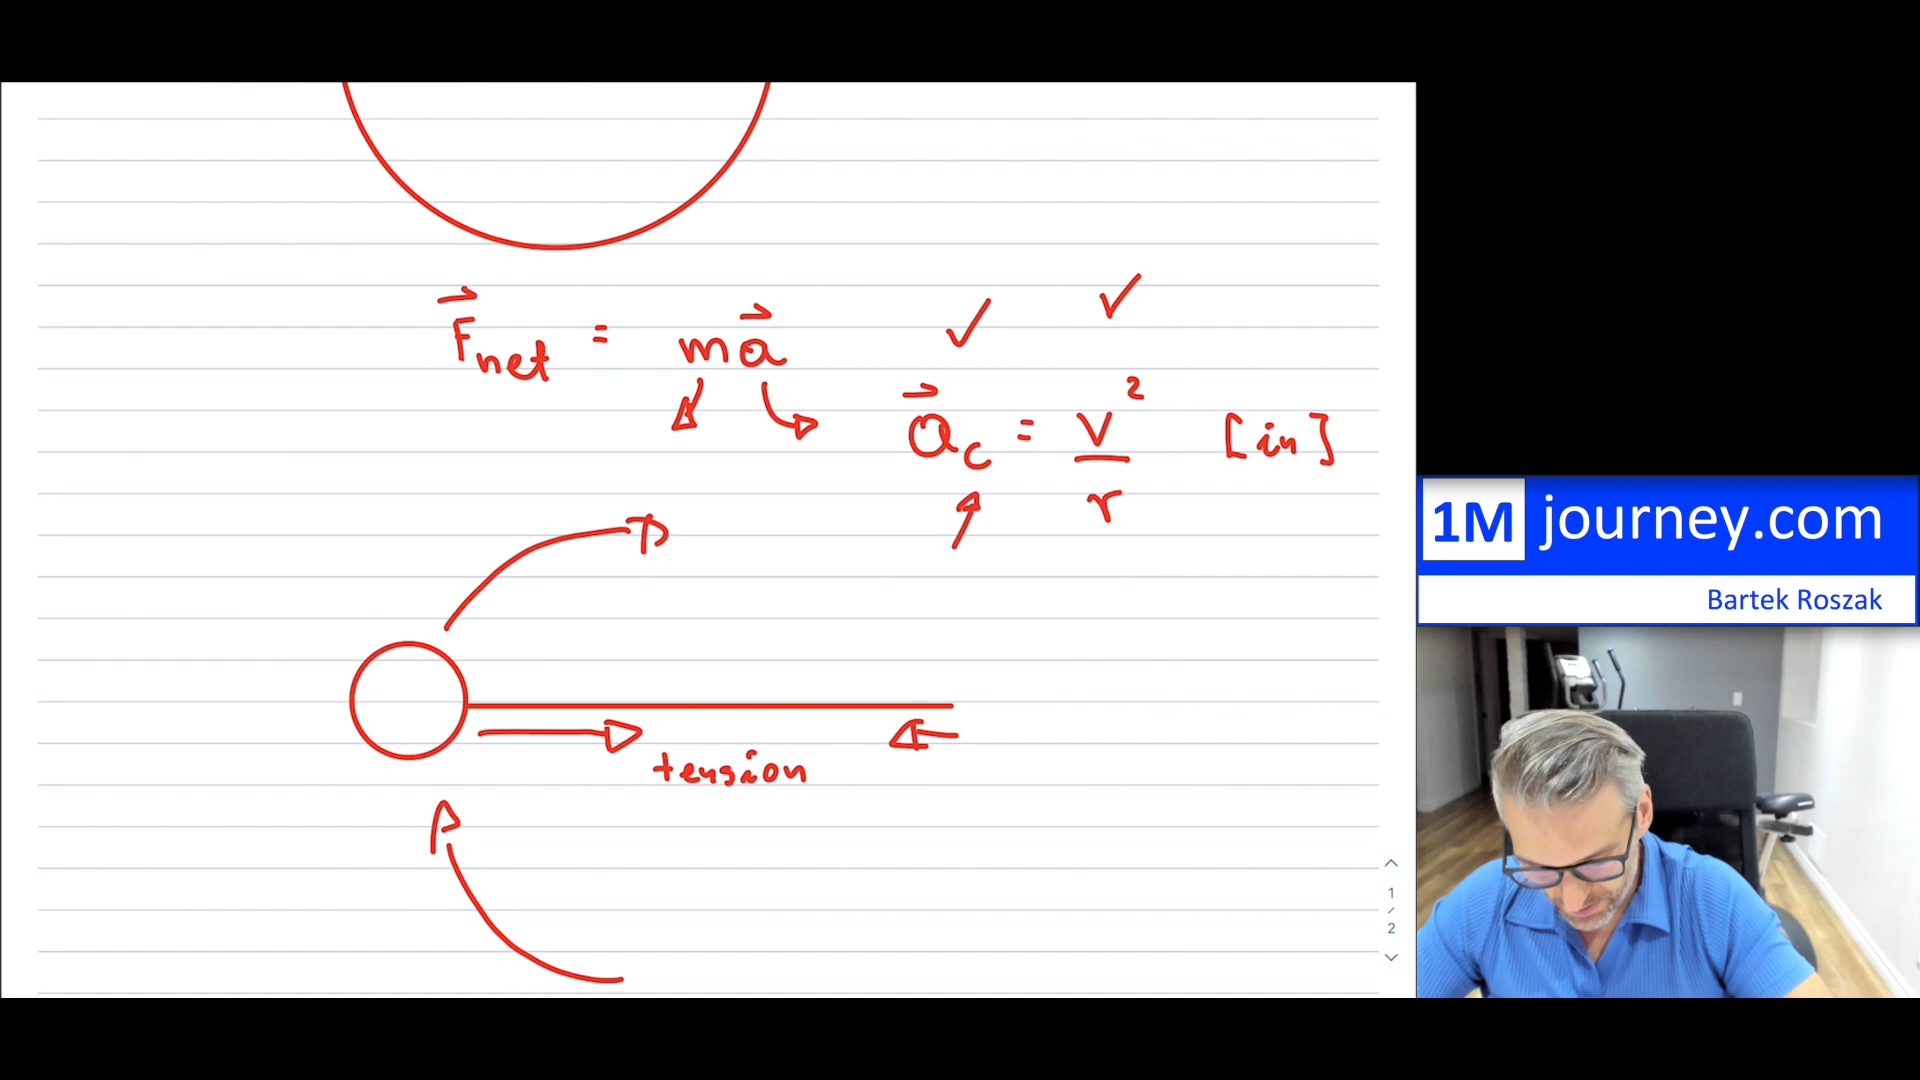 F⃗net = ma⃗
a⃗c = v²/r [in]
tension
1
/
2
1M journey.com
Bartek Roszak